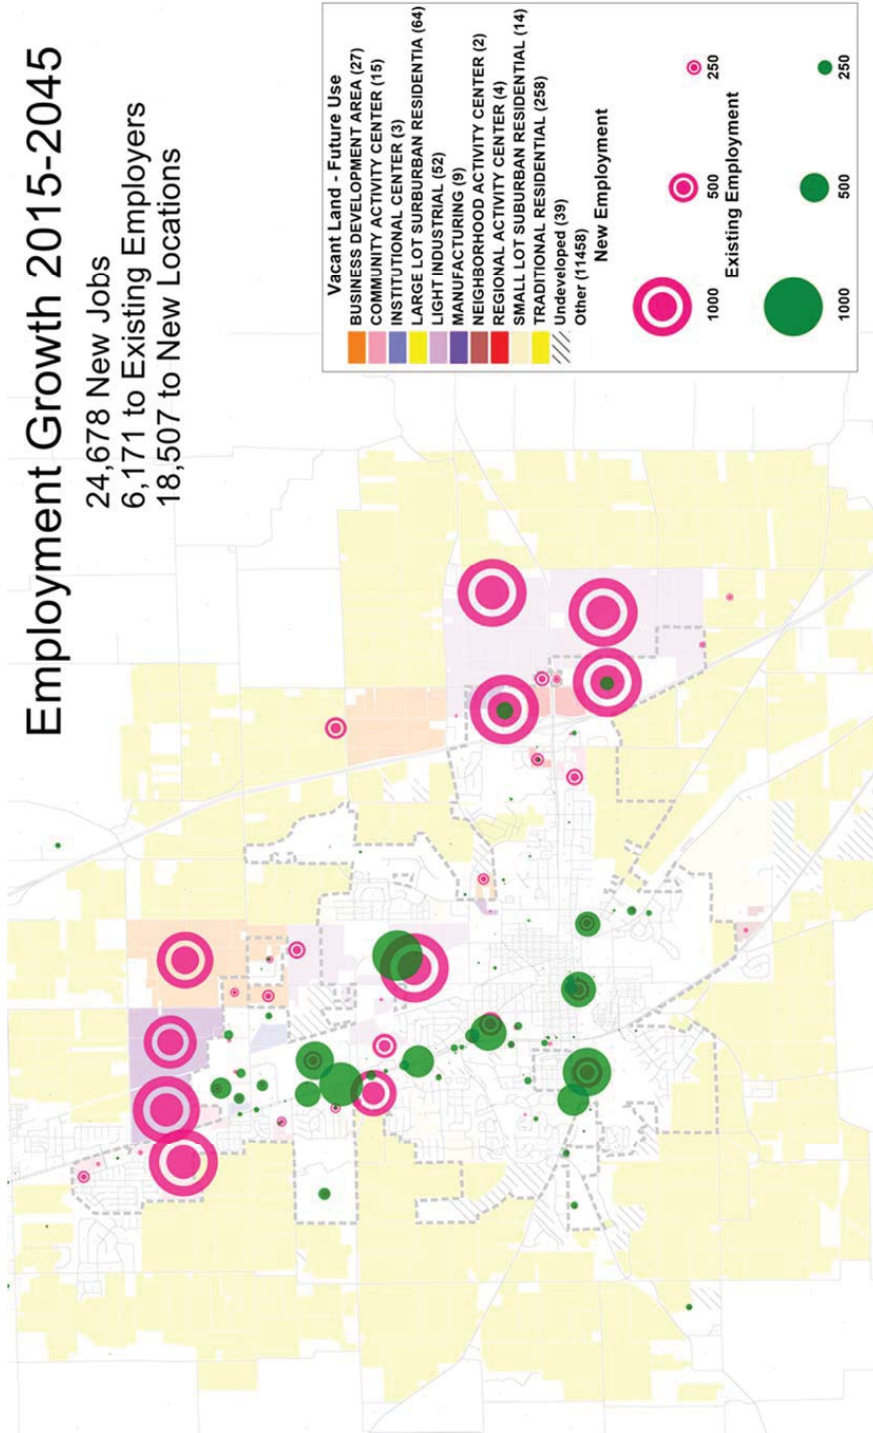 Employment Growth 2015-2045
24,678 New Jobs
6,171 to Existing Employers
18,507 to New Locations
Vacant Land - Future Use
BUSINESS DEVELOPMENT AREA (27)
COMMUNITY ACTIVITY CENTER (15)
INSTITUTIONAL CENTER (3)
LARGE LOT SUBURBAN RESIDENTIA (64)
LIGHT INDUSTRIAL (52)
MANUFACTURING (9)
NEIGHBORHOOD ACTIVITY CENTER (2)
REGIONAL ACTIVITY CENTER (4)
SMALL LOT SUBURBAN RESIDENTIAL (14)
TRADITIONAL RESIDENTIAL (258)
Undeveloped (39)
Other (11458)
New Employment
1000 500 250
Existing Employment
1000 500 250